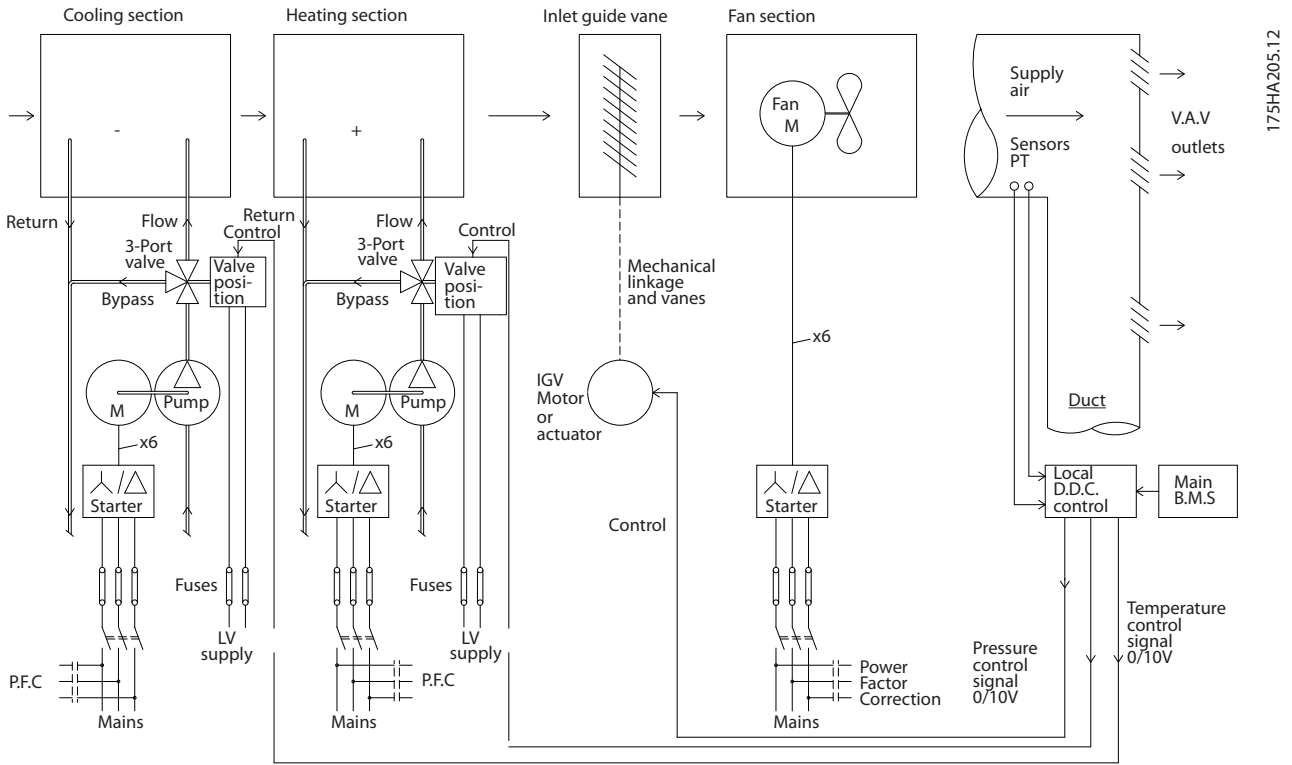 Cooling section
Heating section
Inlet guide vane
Fan section
-
+
Fan
M
Supply
air
Sensors
PT
V.A.V
outlets
175HA205.12
Return
Flow
3-Port
valve
Bypass
Return
Control
Valve
posi-
tion
Flow
3-Port
valve
Bypass
Control
Valve
posi-
tion
Mechanical
linkage
and vanes
x6
M
Pump
x6
Starter
M
Pump
x6
Starter
IGV
Motor
or
actuator
Control
Starter
Duct
Local
D.D.C.
control
Main
B.M.S
Fuses
LV
supply
Fuses
LV
supply
P.F.C
Mains
P.F.C
Mains
Power
Factor
Correction
Mains
Pressure
control
signal
0/10V
Temperature
control
signal
0/10V